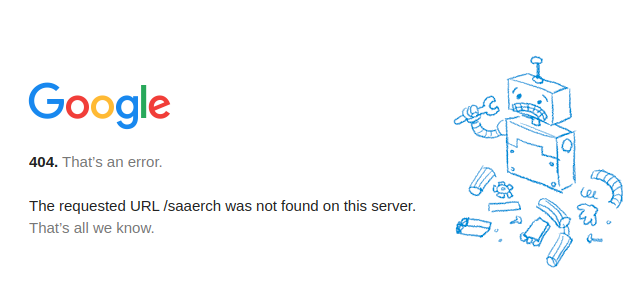 Google
404. That’s an error.
The requested URL /saaerch was not found on this server.
That’s all we know.